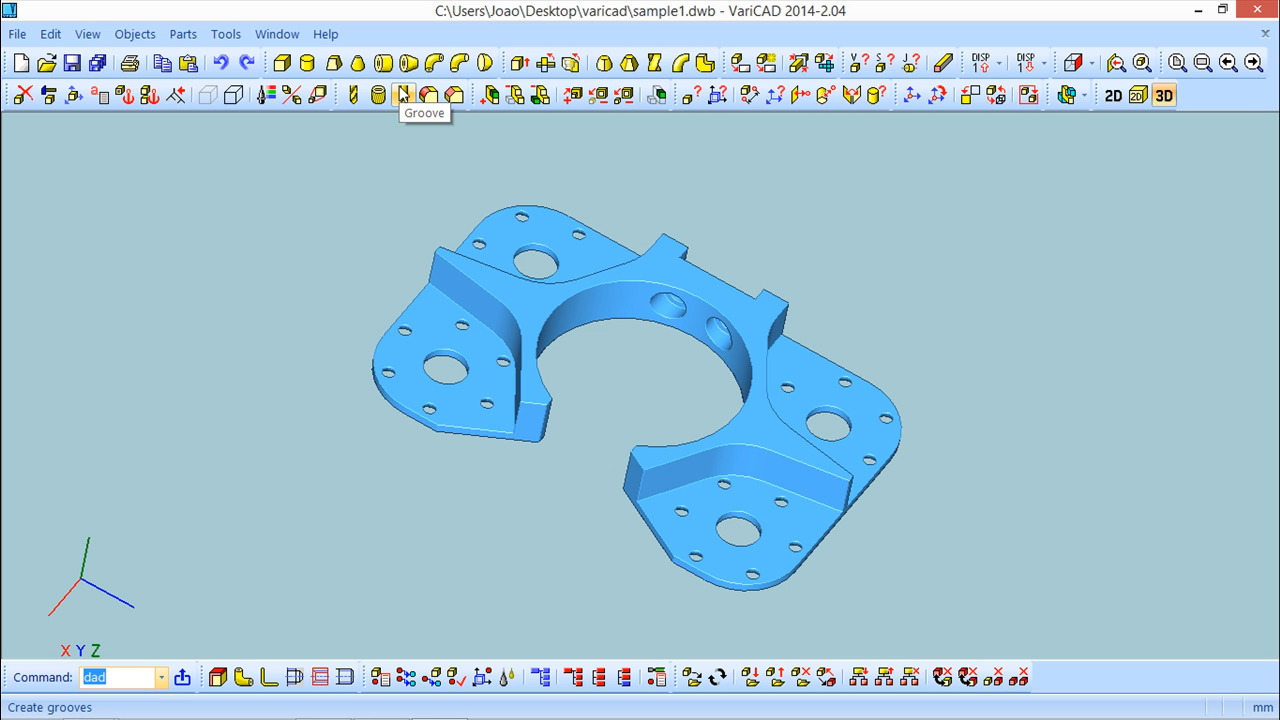 C:\Users\Joao\Desktop\varicad\sample1.dwb - VariCAD 2014-2.04
File Edit View Objects Parts Tools Window Help
DISP DISP
2D 2D 3D
Groove
X Y Z
Command: dad
Create grooves mm